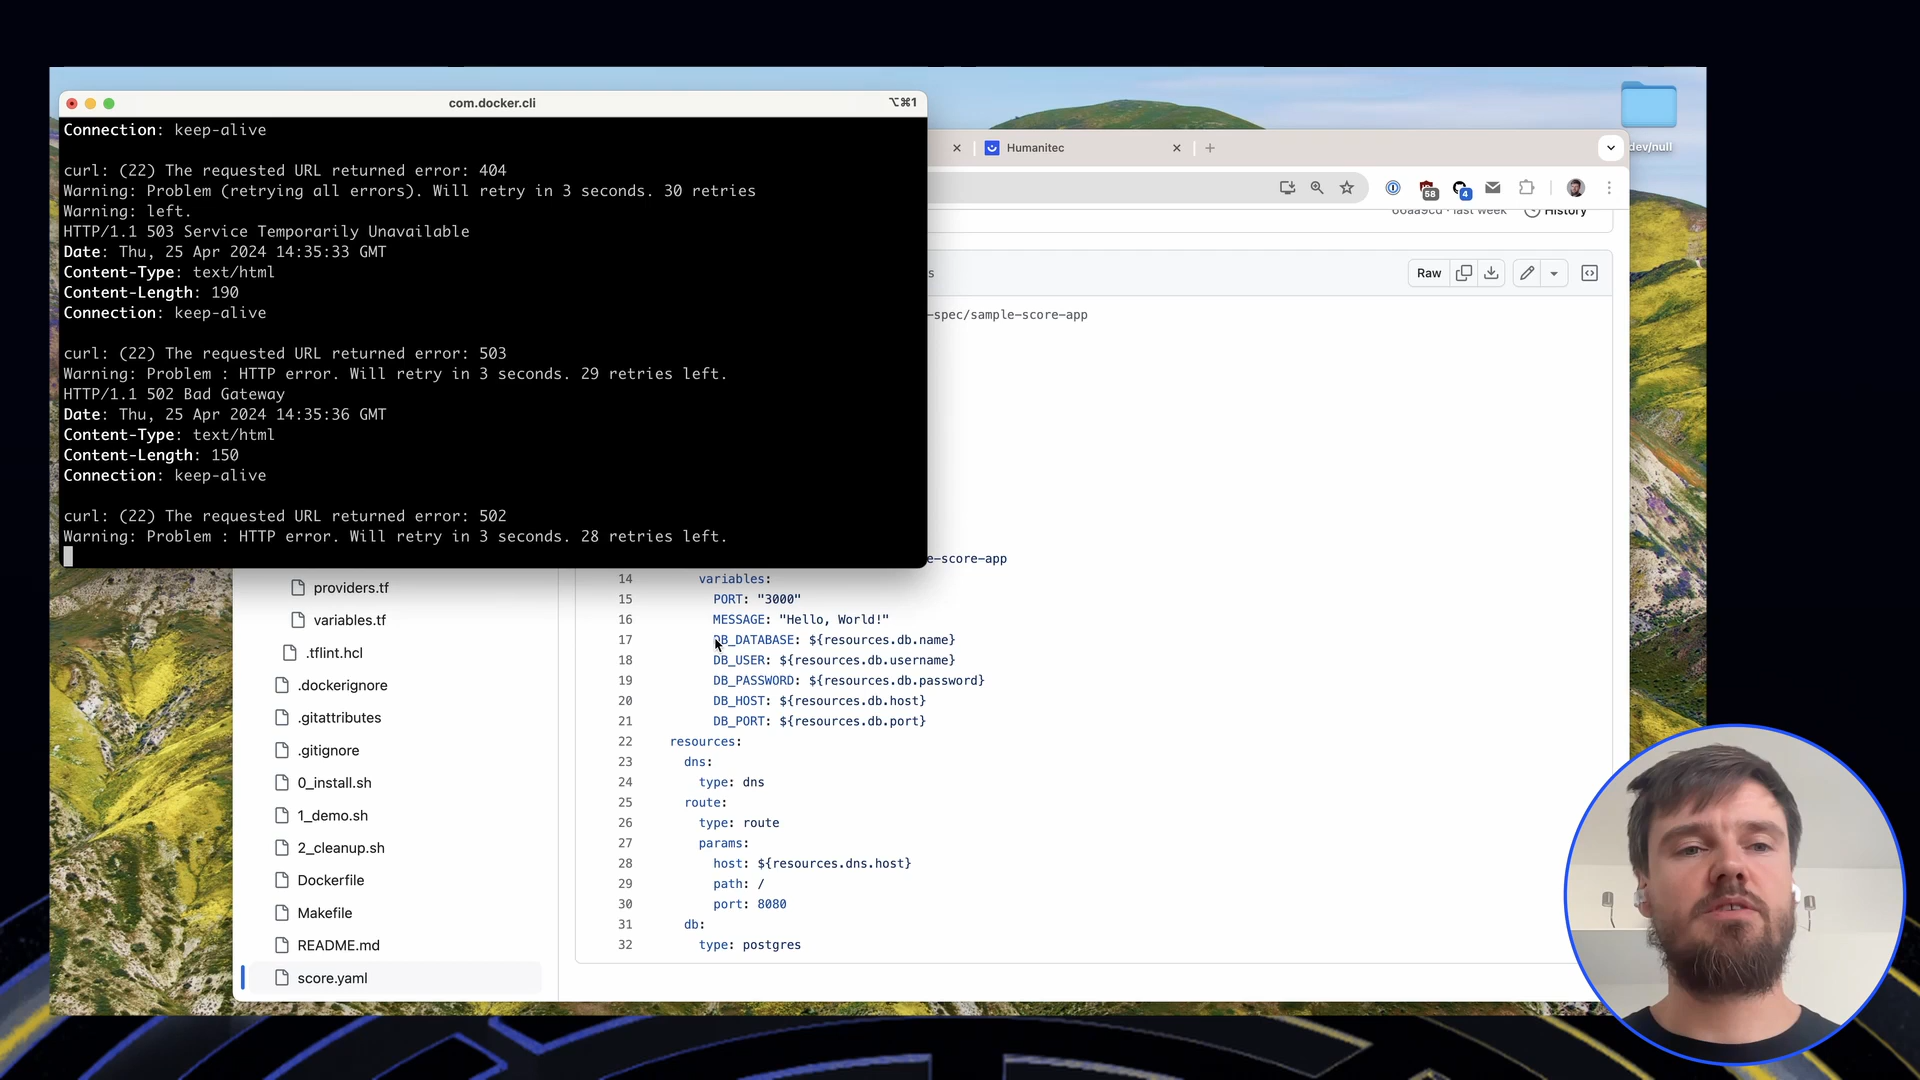 com.docker.cli
⌥⌘1
Connection: keep-alive
curl: (22) The requested URL returned error: 404
Warning: Problem (retrying all errors). Will retry in 3 seconds. 30 retries
Warning: left.
HTTP/1.1 503 Service Temporarily Unavailable
Date: Thu, 25 Apr 2024 14:35:33 GMT
Content-Type: text/html
Content-Length: 190
Connection: keep-alive
curl: (22) The requested URL returned error: 503
Warning: Problem : HTTP error. Will retry in 3 seconds. 29 retries left.
HTTP/1.1 502 Bad Gateway
Date: Thu, 25 Apr 2024 14:35:36 GMT
Content-Type: text/html
Content-Length: 150
Connection: keep-alive
curl: (22) The requested URL returned error: 502
Warning: Problem : HTTP error. Will retry in 3 seconds. 28 retries left.
dev/null
Humanitec
58
4
last week
History
s
Raw
-spec/sample-score-app
e-score-app
14 variables:
15 PORT: "3000"
16 MESSAGE: "Hello, World!"
17 DB_DATABASE: ${resources.db.name}
18 DB_USER: ${resources.db.username}
19 DB_PASSWORD: ${resources.db.password}
20 DB_HOST: ${resources.db.host}
21 DB_PORT: ${resources.db.port}
22 resources:
23 dns:
24 type: dns
25 route:
26 type: route
27 params:
28 host: ${resources.dns.host}
29 path: /
30 port: 8080
31 db:
32 type: postgres
providers.tf
variables.tf
.tflint.hcl
.dockerignore
.gitattributes
.gitignore
0_install.sh
1_demo.sh
2_cleanup.sh
Dockerfile
Makefile
README.md
score.yaml